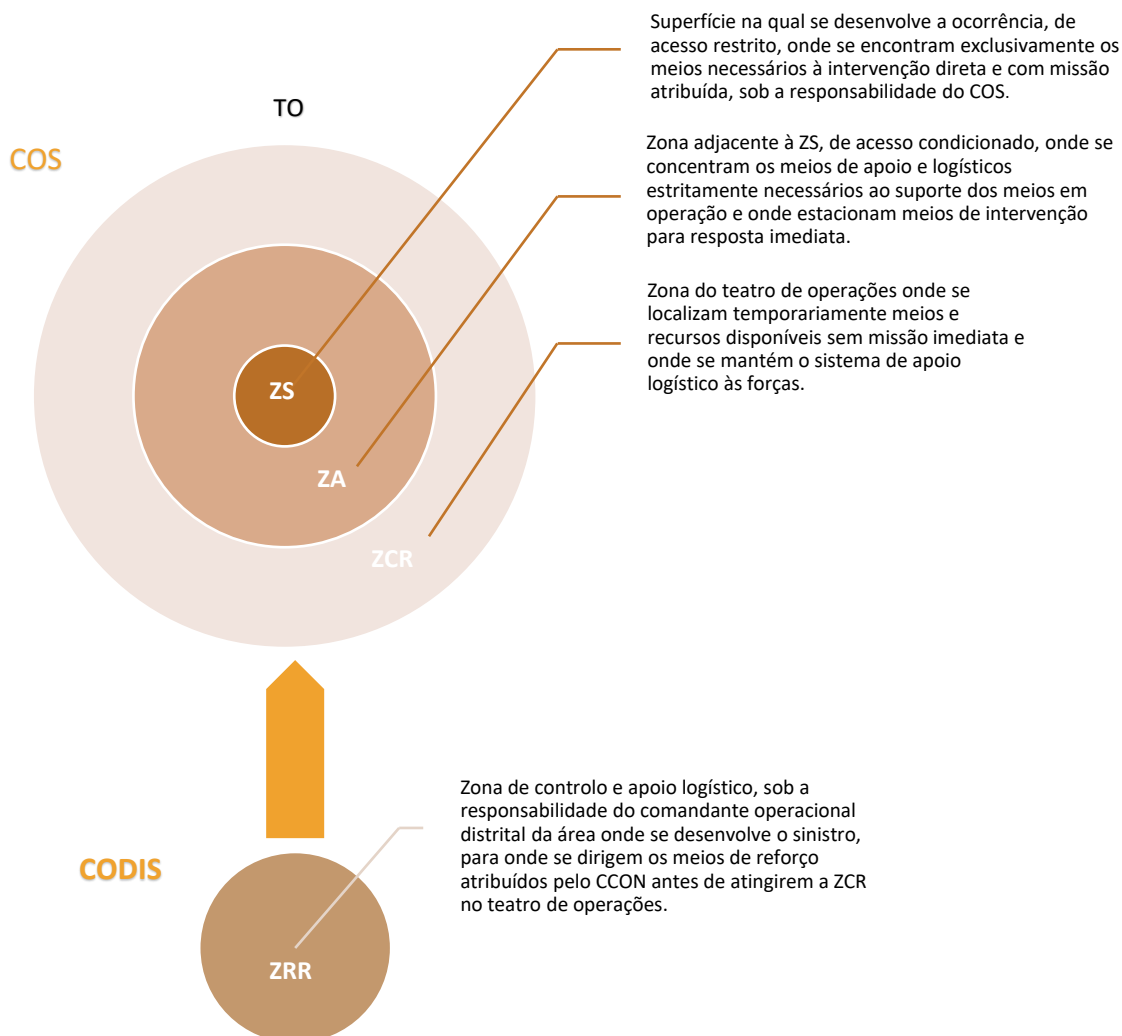 Superfície na qual se desenvolve a ocorrência, de
acesso restrito, onde se encontram exclusivamente os
meios necessários à intervenção direta e com missão
atribuída, sob a responsabilidade do COS.
TO
COS
Zona adjacente à ZS, de acesso condicionado, onde se
concentram os meios de apoio e logísticos
estritamente necessários ao suporte dos meios em
operação e onde estacionam meios de intervenção
para resposta imediata.
Zona do teatro de operações onde se
localizam temporariamente meios e
recursos disponíveis sem missão imediata e
onde se mantém o sistema de apoio
logístico às forças.
ZS
ZA
ZCR
Zona de controlo e apoio logístico, sob a
responsabilidade do comandante operacional
distrital da área onde se desenvolve o sinistro,
para onde se dirigem os meios de reforço
atribuídos pelo CCON antes de atingirem a ZCR
no teatro de operações.
CODIS
ZRR